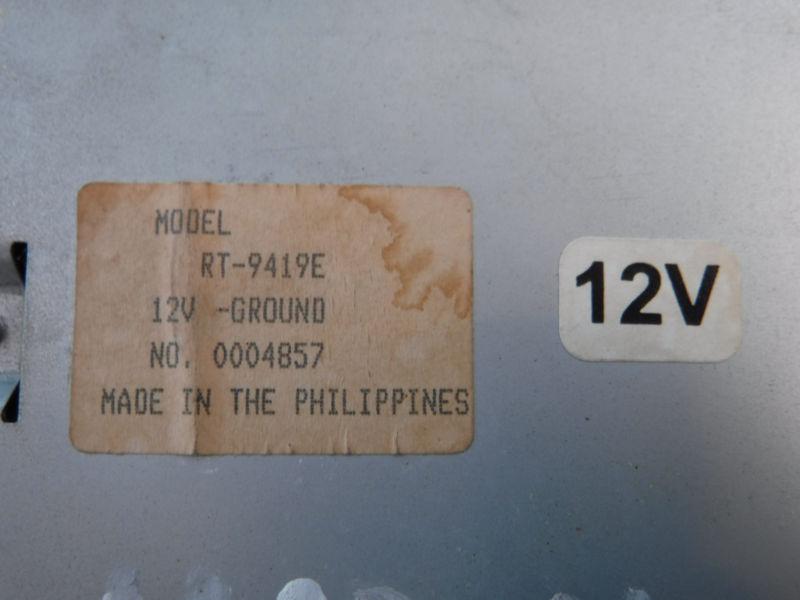 MODEL
RT-9419E
12V -GROUND
NO. 0004857
MADE IN THE PHILIPPINES
12V